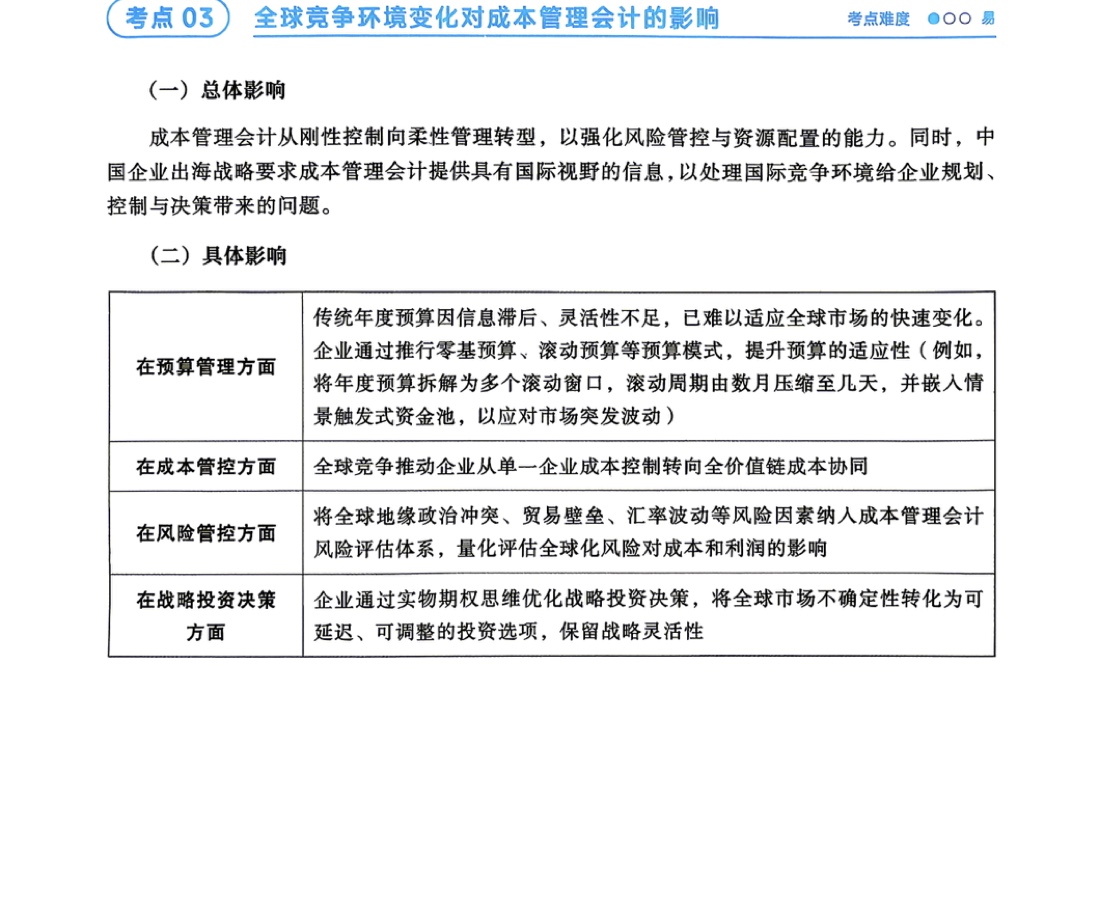 考点 03 全球竞争环境变化对成本管理会计的影响 考点难度 易
（一）总体影响
成本管理会计从刚性控制向柔性管理转型，以强化风险管控与资源配置的能力。同时，中
国企业出海战略要求成本管理会计提供具有国际视野的信息，以处理国际竞争环境给企业规划、
控制与决策带来的问题。
（二）具体影响
在预算管理方面
传统年度预算因信息滞后、灵活性不足，已难以适应全球市场的快速变化。
企业通过推行零基预算、滚动预算等预算模式，提升预算的适应性（例如，
将年度预算拆解为多个滚动窗口，滚动周期由数月压缩至几天，并嵌入情
景触发式资金池，以应对市场突发波动）
在成本管控方面
全球竞争推动企业从单一企业成本控制转向全价值链成本协同
在风险管控方面
将全球地缘政治冲突、贸易壁垒、汇率波动等风险因素纳入成本管理会计
风险评估体系，量化评估全球化风险对成本和利润的影响
在战略投资决策
方面
企业通过实物期权思维优化战略投资决策，将全球市场不确定性转化为可
延迟、可调整的投资选项，保留战略灵活性